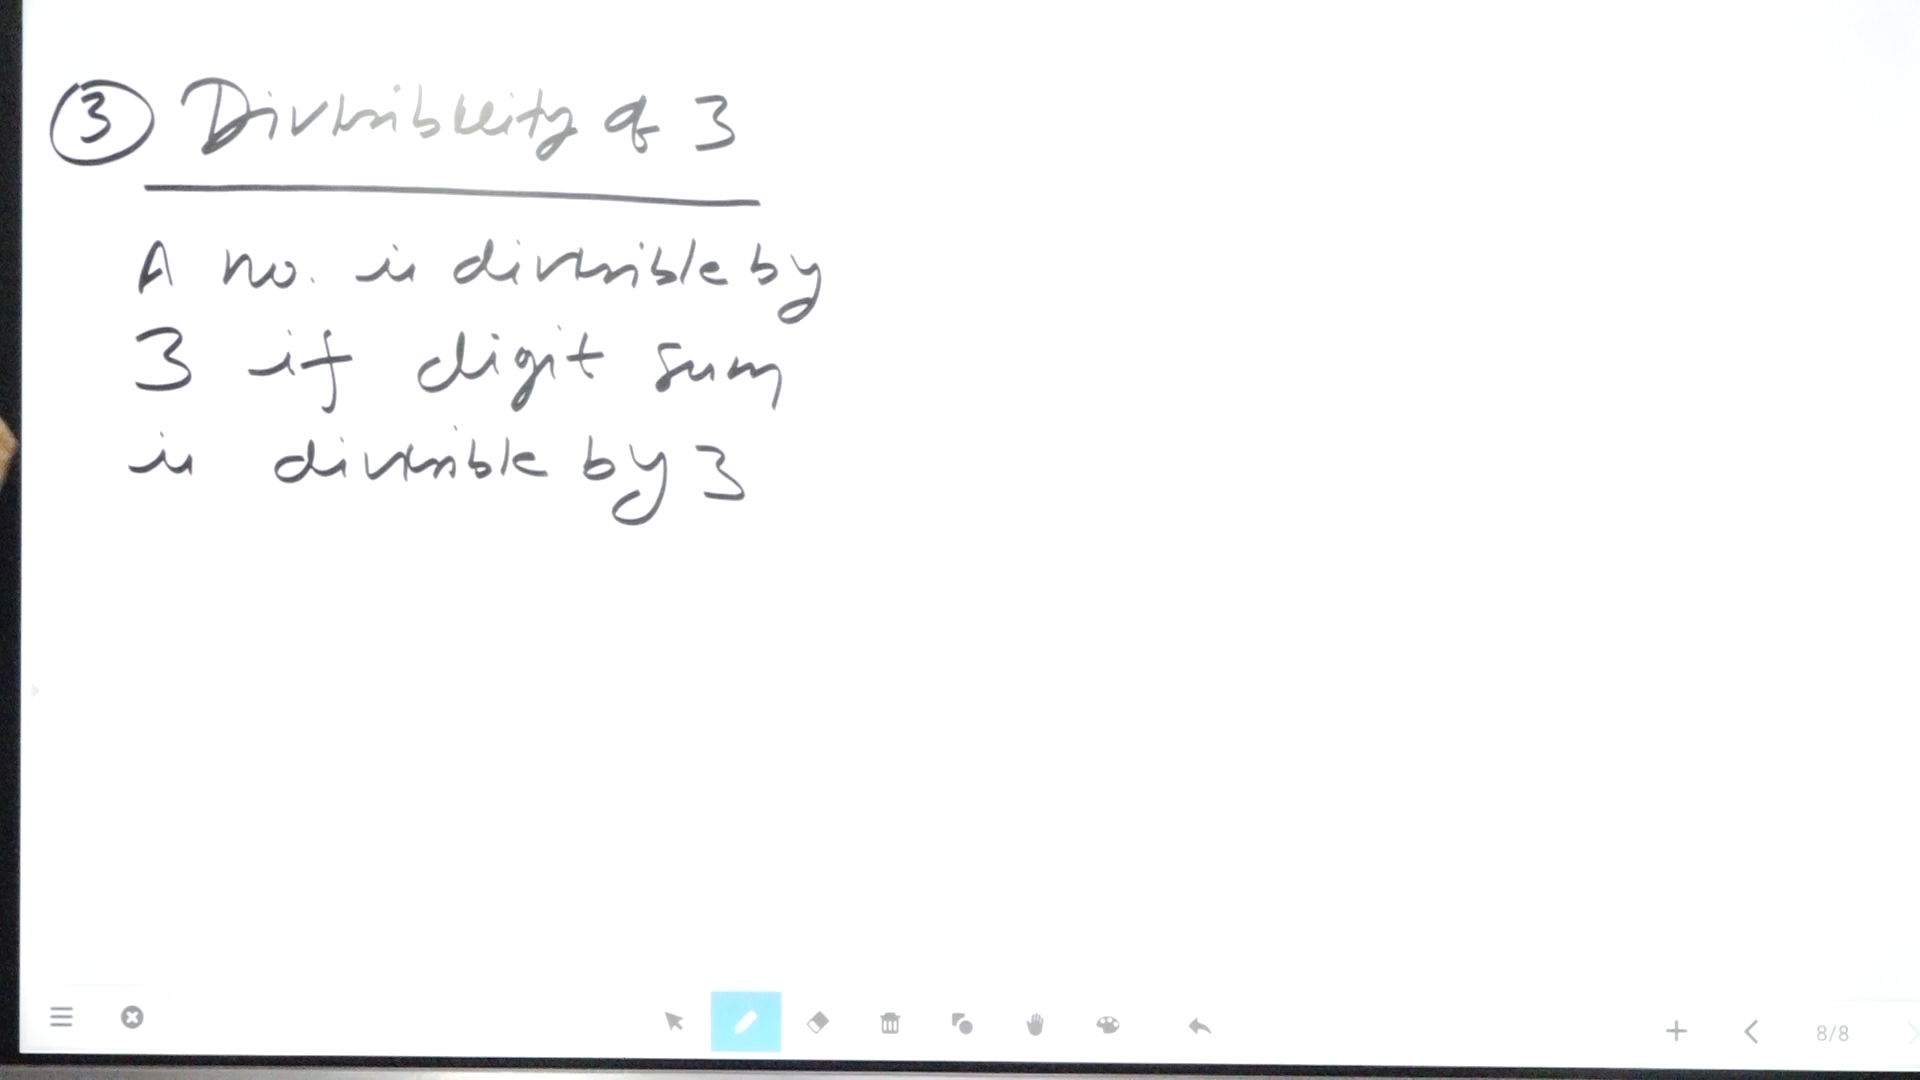 ③ Divisibility of 3
A no. is divisible by
3 if digit sum
is divisible by 3
8/8